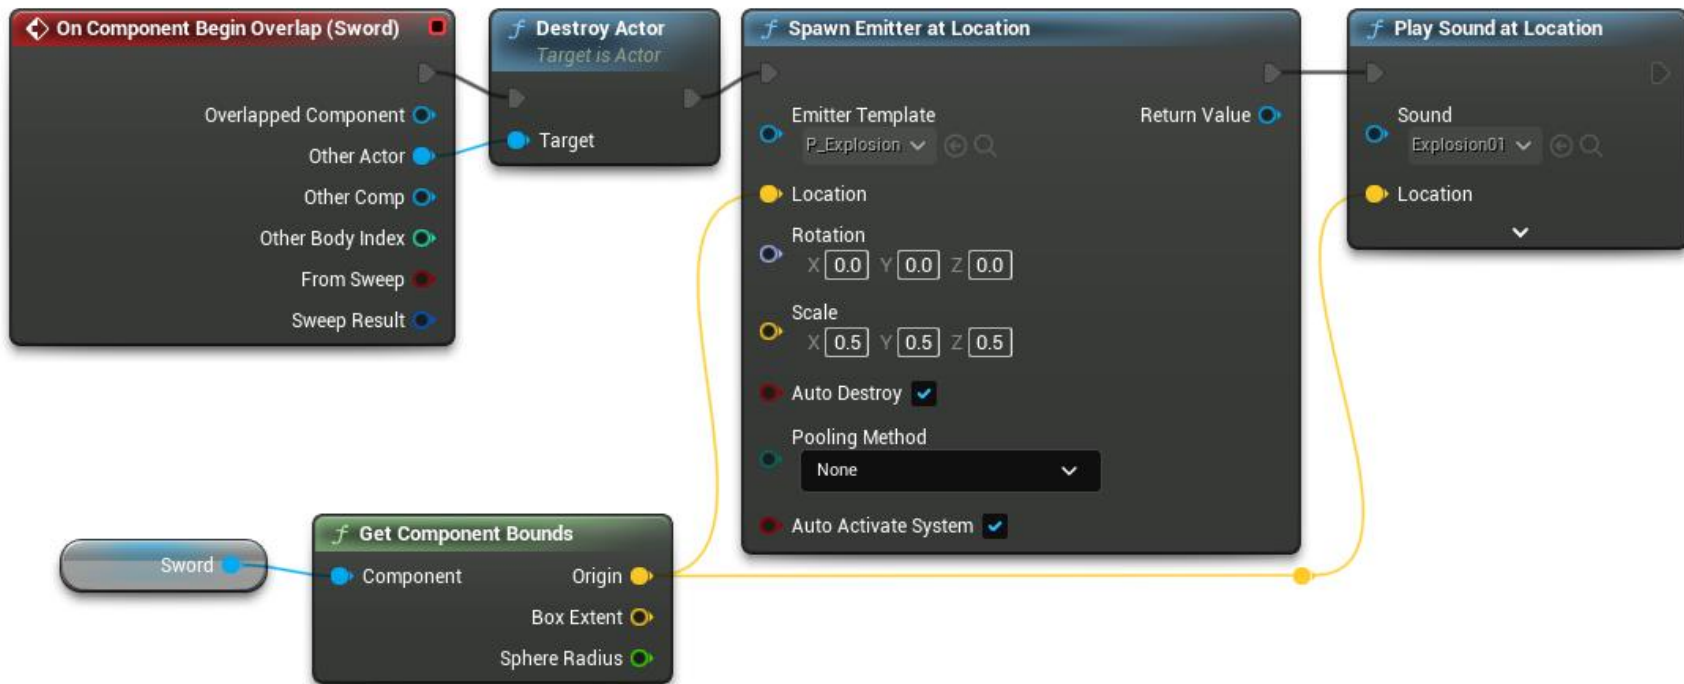 On Component Begin Overlap (Sword)
Overlapped Component
Other Actor
Other Comp
Other Body Index
From Sweep
Sweep Result
f Destroy Actor
Target is Actor
Target
f Spawn Emitter at Location
Emitter Template
P_Explosion
Return Value
Location
Rotation
X 0.0 Y 0.0 Z 0.0
Scale
X 0.5 Y 0.5 Z 0.5
Auto Destroy
Pooling Method
None
Auto Activate System
f Play Sound at Location
Sound
Explosion01
Location
Sword
f Get Component Bounds
Component
Origin
Box Extent
Sphere Radius